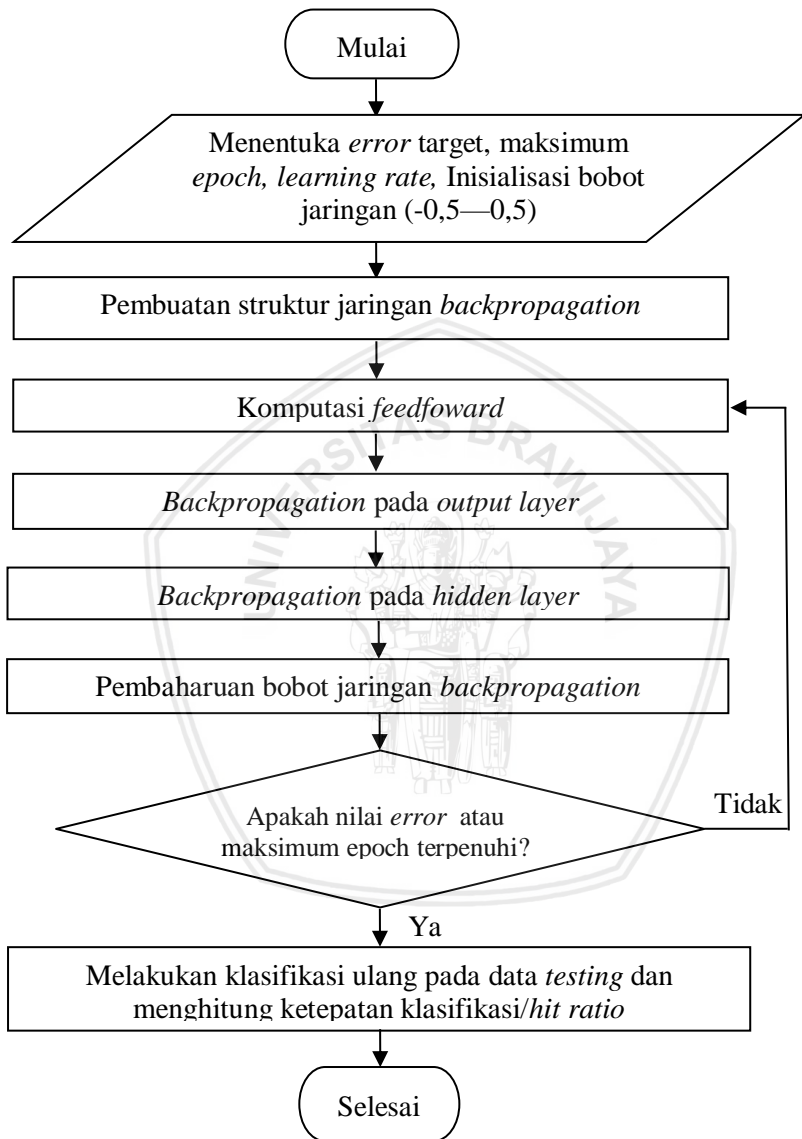 Mulai
Menentuka error target, maksimum
epoch, learning rate, Inisialisasi bobot
jaringan (-0,5—0,5)
Pembuatan struktur jaringan backpropagation
Komputasi feedfoward
UNIVERSITAS BRAWIJAYA
Backpropagation pada output layer
Backpropagation pada hidden layer
Pembaharuan bobot jaringan backpropagation
Apakah nilai error atau
maksimum epoch terpenuhi?
Tidak
Ya
Melakukan klasifikasi ulang pada data testing dan
menghitung ketepatan klasifikasi/hit ratio
Selesai